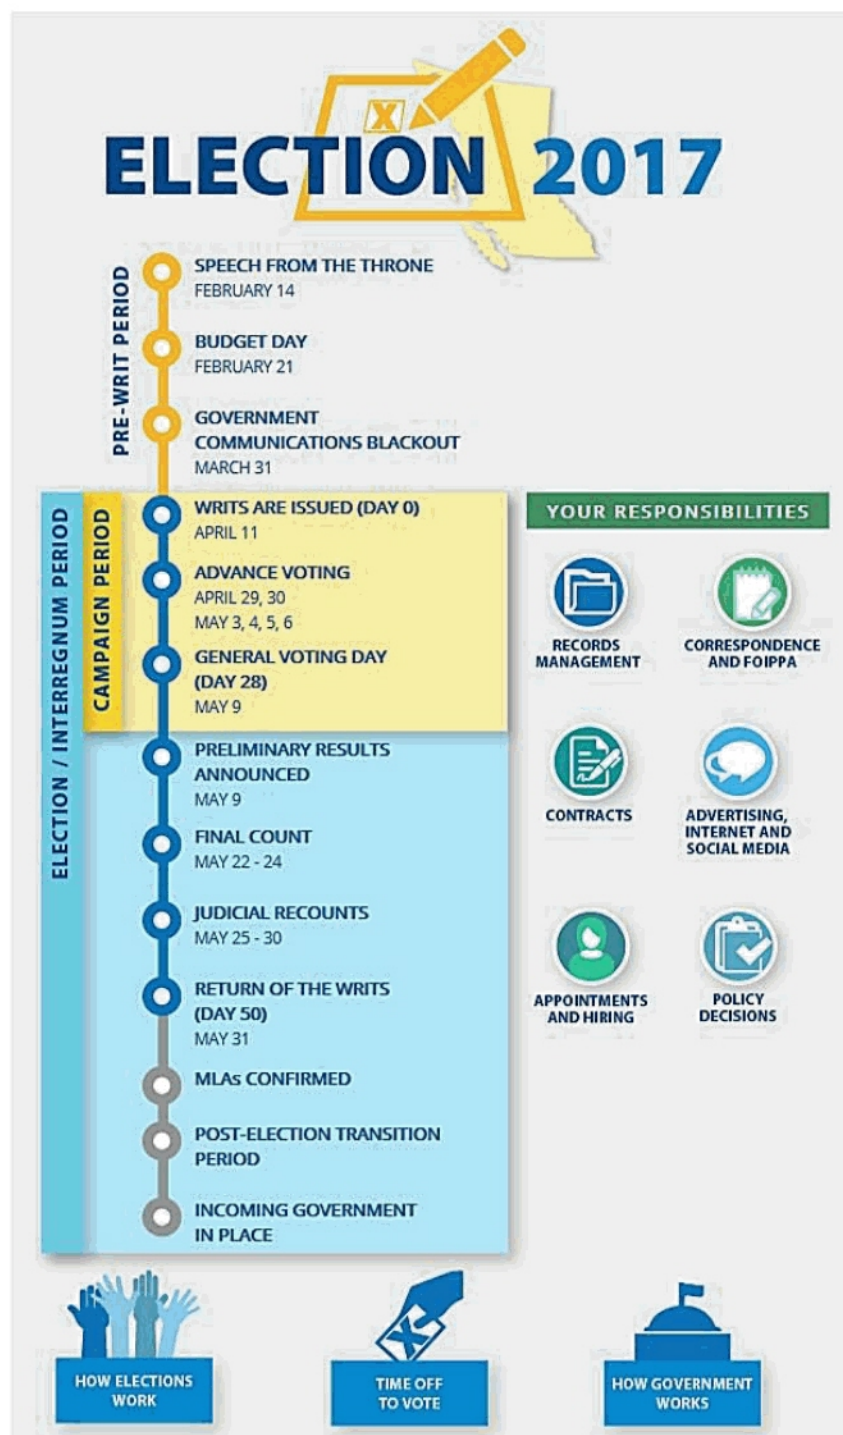 X
ELECTION 2017
PRE-WRIT PERIOD
SPEECH FROM THE THRONE
FEBRUARY 14
BUDGET DAY
FEBRUARY 21
GOVERNMENT
COMMUNICATIONS BLACKOUT
MARCH 31
ELECTION / INTERREGNUM PERIOD
CAMPAIGN PERIOD
WRITS ARE ISSUED (DAY 0)
APRIL 11
ADVANCE VOTING
APRIL 29, 30
MAY 3, 4, 5, 6
GENERAL VOTING DAY
(DAY 28)
MAY 9
PRELIMINARY RESULTS
ANNOUNCED
MAY 9
FINAL COUNT
MAY 22 - 24
JUDICIAL RECOUNTS
MAY 25 - 30
RETURN OF THE WRITS
(DAY 50)
MAY 31
MLAs CONFIRMED
POST-ELECTION TRANSITION
PERIOD
INCOMING GOVERNMENT
IN PLACE
YOUR RESPONSIBILITIES
RECORDS
MANAGEMENT
CORRESPONDENCE
AND FOIPPA
CONTRACTS
ADVERTISING,
INTERNET AND
SOCIAL MEDIA
APPOINTMENTS
AND HIRING
POLICY
DECISIONS
HOW ELECTIONS
WORK
X
TIME OFF
TO VOTE
HOW GOVERNMENT
WORKS